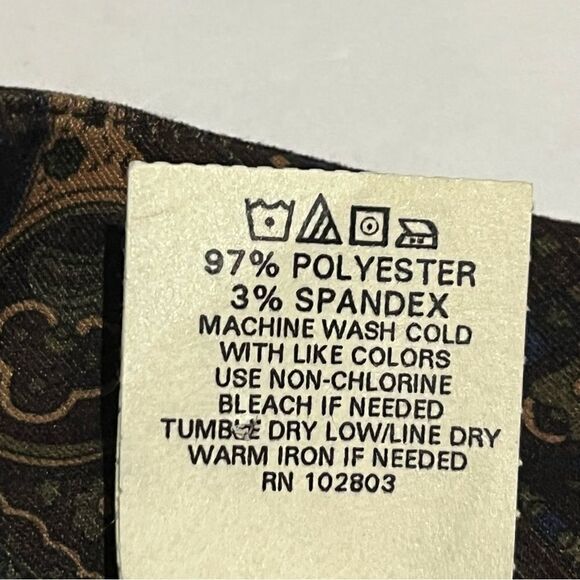 97% POLYESTER
3% SPANDEX
MACHINE WASH COLD
WITH LIKE COLORS
USE NON-CHLORINE
BLEACH IF NEEDED
TUMBLE DRY LOW/LINE DRY
WARM IRON IF NEEDED
RN 102803